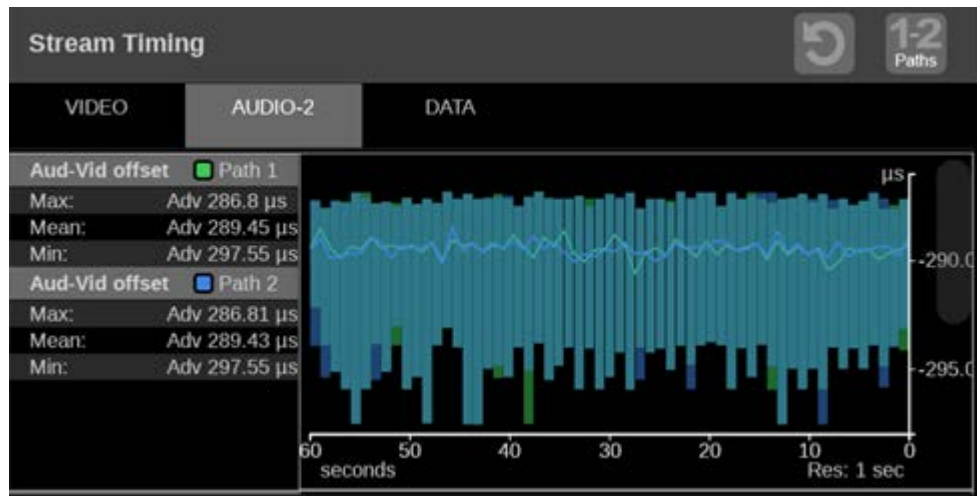 Stream Timing
1-2
Paths
VIDEO AUDIO-2 DATA
Aud-Vid offset Path 1
Max: Adv 286.8 µs
Mean: Adv 289.45 µs
Min: Adv 297.55 µs
Aud-Vid offset Path 2
Max: Adv 286.81 µs
Mean: Adv 289.43 µs
Min: Adv 297.55 µs
µs
-290.0
-295.0
60 50 40 30 20 10 0
seconds Res: 1 sec